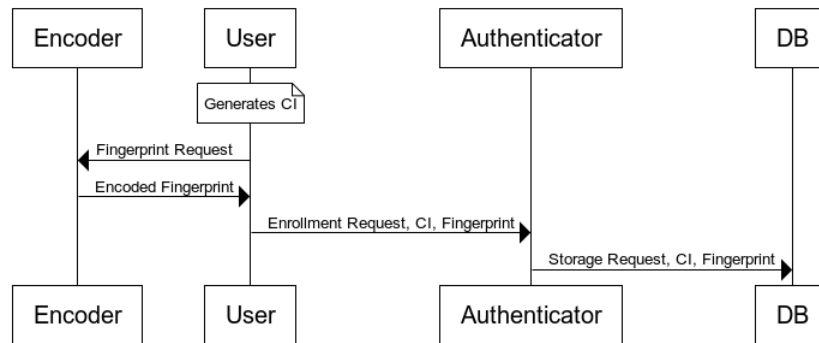 Encoder
User
Authenticator
DB
Generates CI
Fingerprint Request
Encoded Fingerprint
Enrollment Request, CI, Fingerprint
Storage Request, CI, Fingerprint
Encoder
User
Authenticator
DB